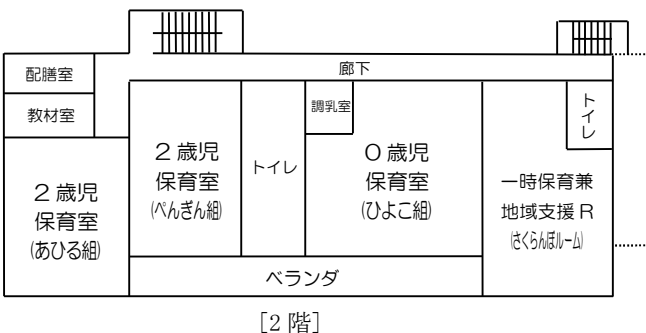 廊下
配膳室
教材室
調乳室
トイレ
2歳児
保育室
(あひる組)
2歳児
保育室
(ぺんぎん組)
トイレ
0歳児
保育室
(ひよこ組)
一時保育兼
地域支援R
(さくらんぼルーム)
ベランダ
[2階]